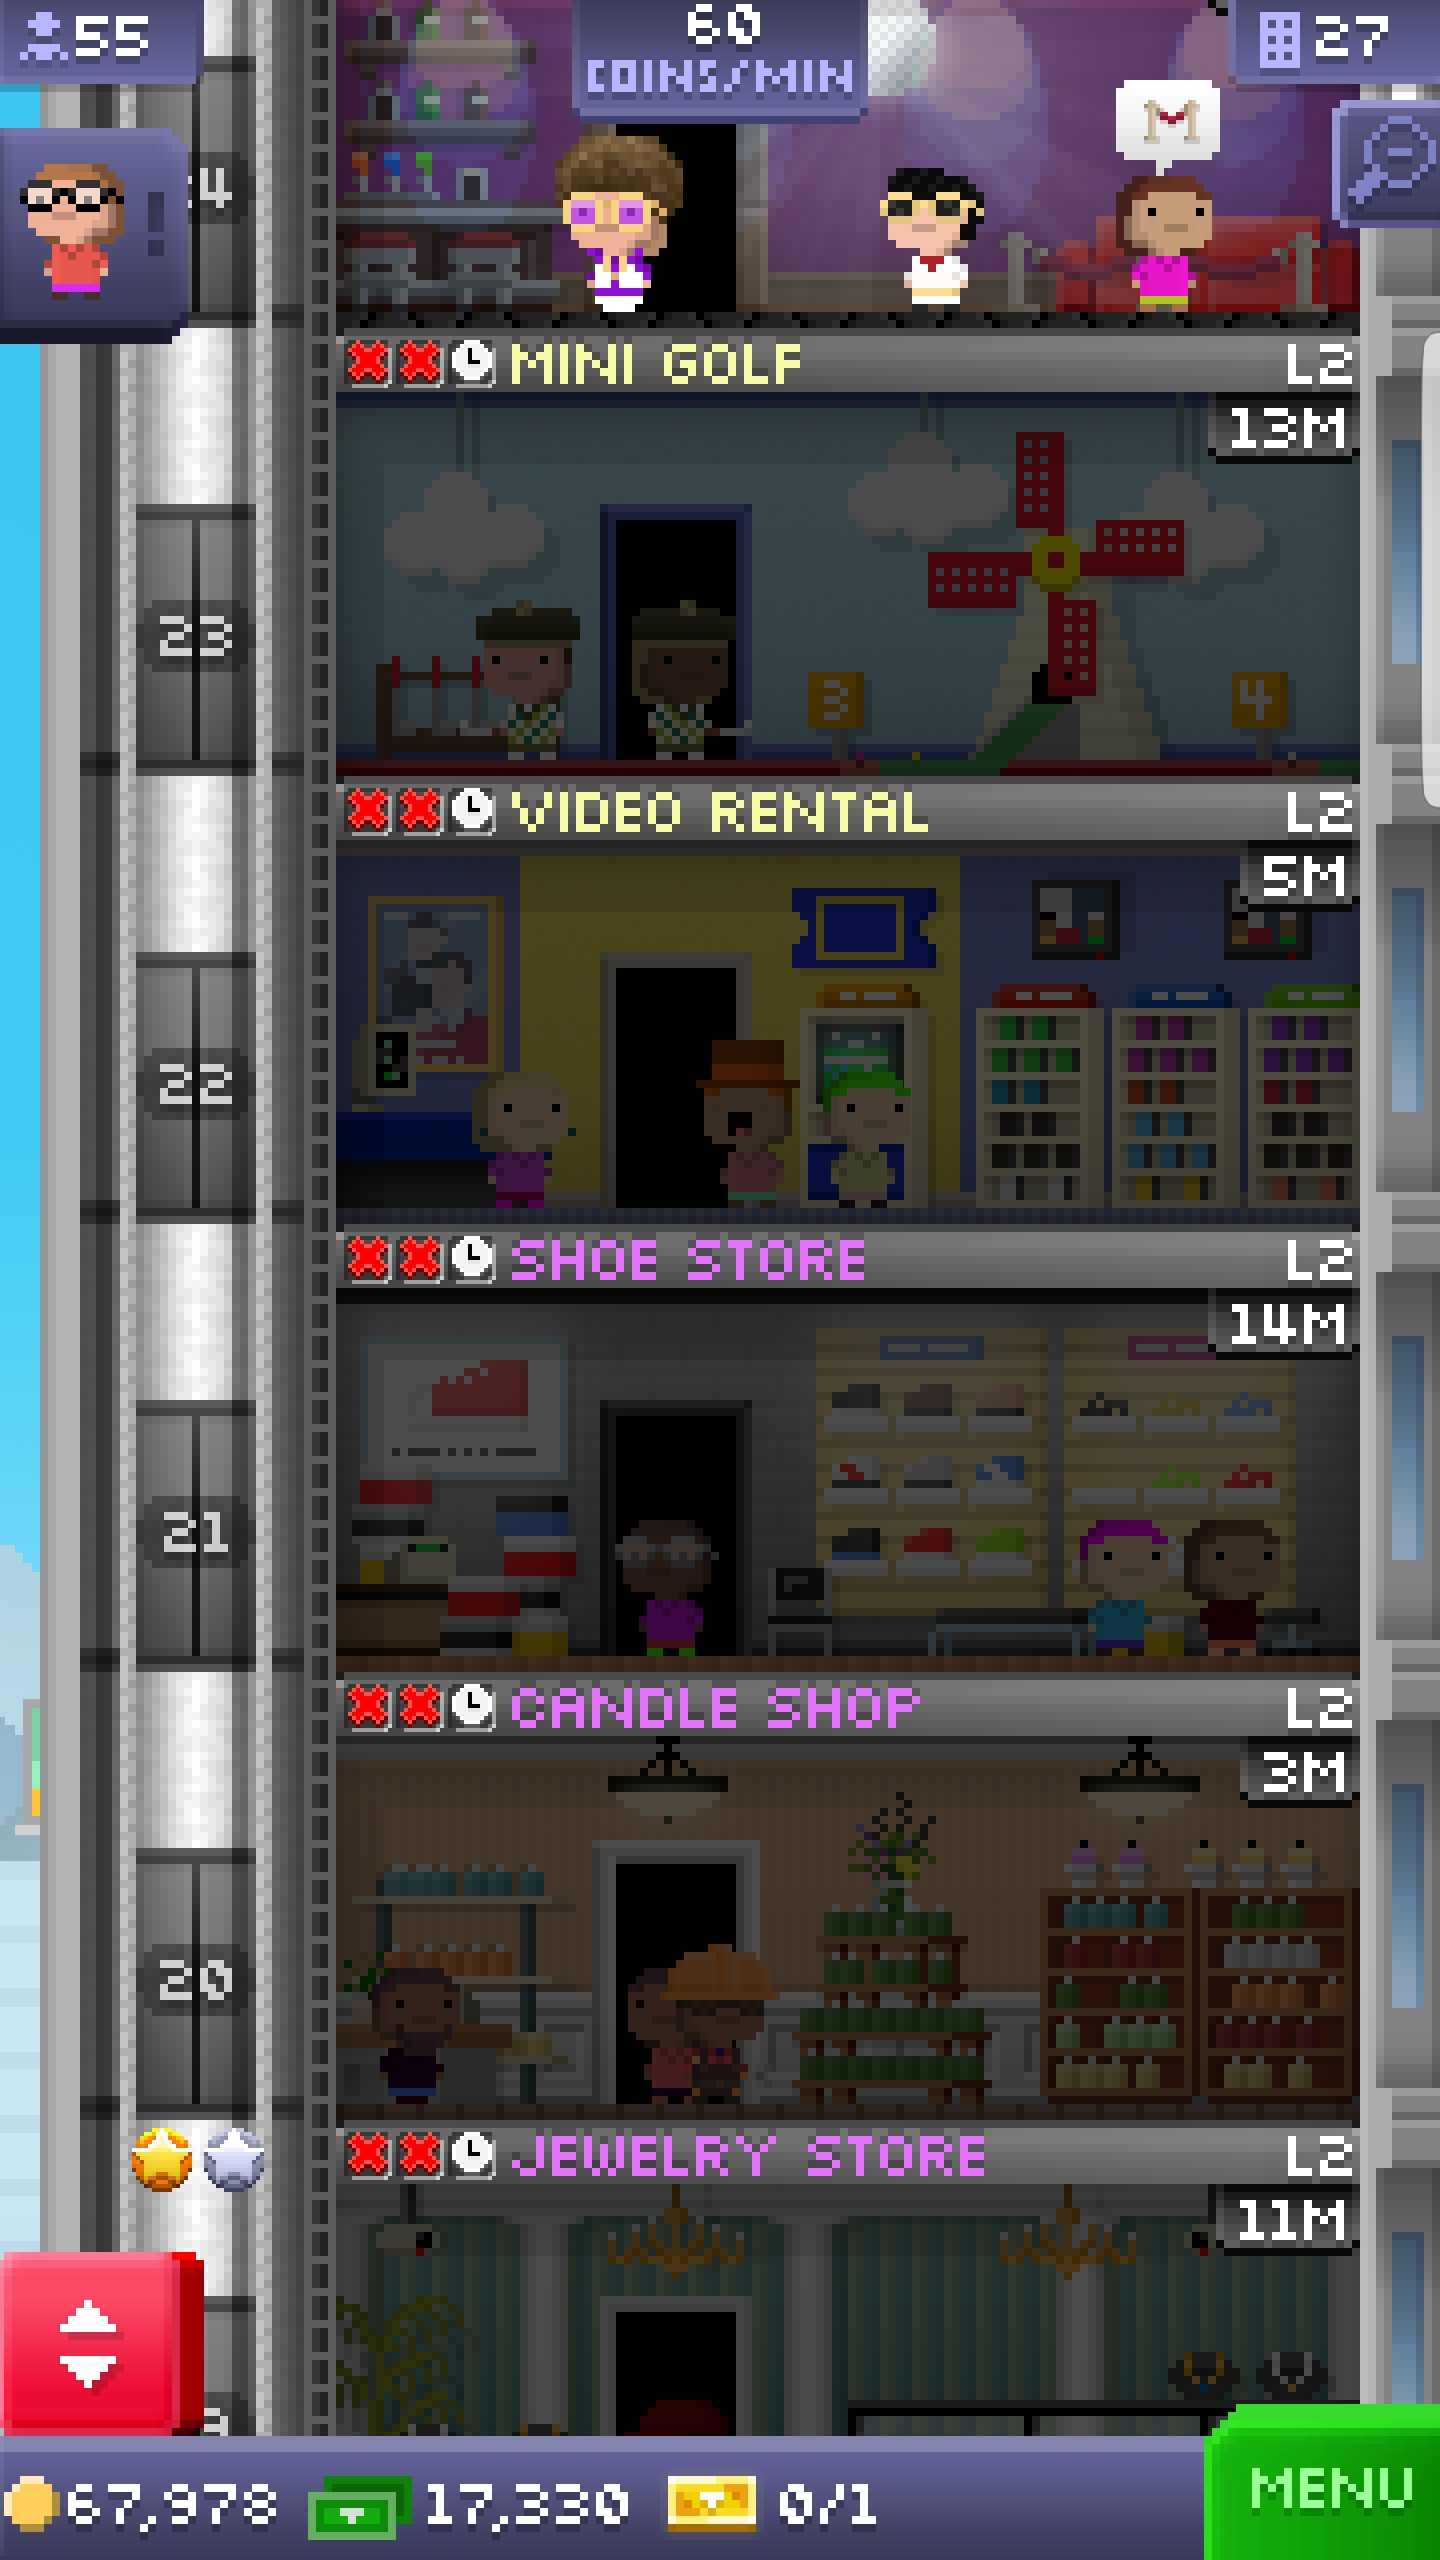 55
60
COINS/MIN
27
M
4
MINI GOLF
L2
13M
23
3
4
VIDEO RENTAL
L2
5M
22
SHOE STORE
L2
14M
21
CANDLE SHOP
L2
3M
20
JEWELRY STORE
L2
11M
67,978
17,330
0/1
MENU